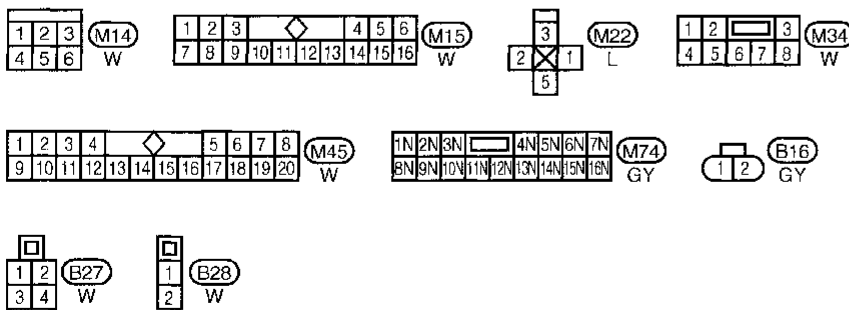 1 2 3
4 5 6
M14
W
1 2 3 4 5 6
7 8 9 10 11 12 13 14 15 16
M15
W
3
2 1
5
M22
L
1 2 3
4 5 6 7 8
M34
W
1 2 3 4 5 6 7 8
9 10 11 12 13 14 15 16 17 18 19 20
M45
W
1N 2N 3N 4N 5N 6N 7N
8N 9N 10N 11N 12N 13N 14N 15N 16N
M74
GY
1 2
B16
GY
1 2
3 4
B27
W
1
2
B28
W